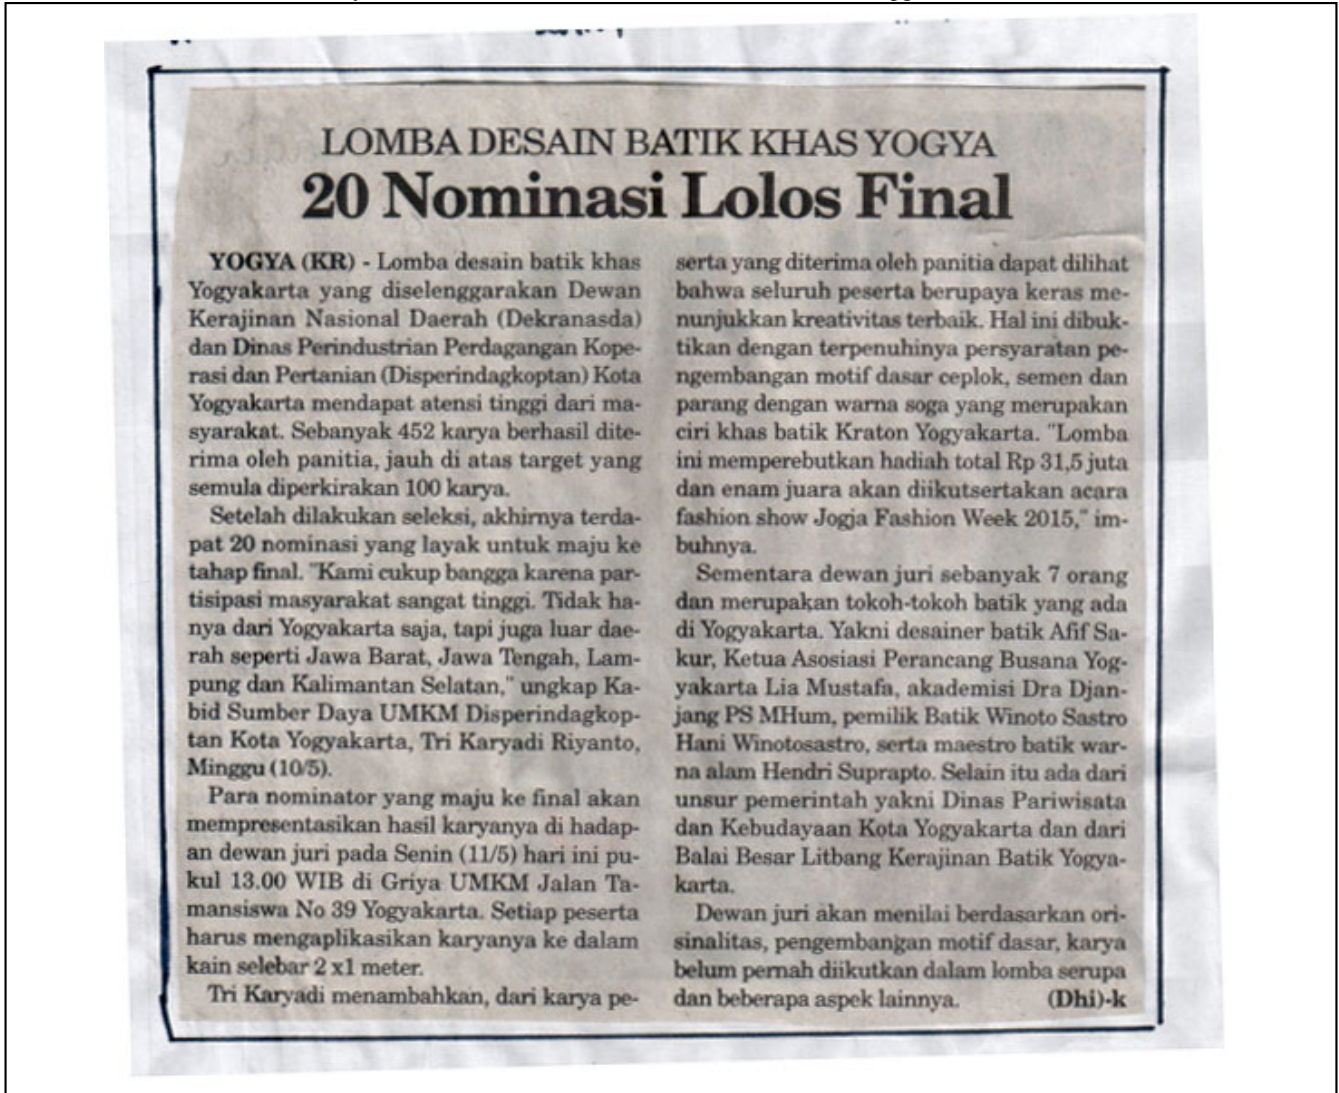 LOMBA DESAIN BATIK KHAS YOGYA
20 Nominasi Lolos Final
YOGYA (KR) - Lomba desain batik khas
Yogyakarta yang diselenggarakan Dewan
Kerajinan Nasional Daerah (Dekranasda)
dan Dinas Perindustrian Perdagangan Kope-
rasi dan Pertanian (Disperindagkoptan) Kota
Yogyakarta mendapat atensi tinggi dari ma-
syarakat. Sebanyak 452 karya berhasil dite-
rima oleh panitia, jauh di atas target yang
semula diperkirakan 100 karya.
Setelah dilakukan seleksi, akhirnya terda-
pat 20 nominasi yang layak untuk maju ke
tahap final. "Kami cukup bangga karena par-
tisipasi masyarakat sangat tinggi. Tidak ha-
nya dari Yogyakarta saja, tapi juga luar dae-
rah seperti Jawa Barat, Jawa Tengah, Lam-
pung dan Kalimantan Selatan," ungkap Ka-
bid Sumber Daya UMKM Disperindagkop-
tan Kota Yogyakarta, Tri Karyadi Riyanto,
Minggu (10/5).
Para nominator yang maju ke final akan
mempresentasikan hasil karyanya di hadap-
an dewan juri pada Senin (11/5) hari ini pu-
kul 13.00 WIB di Griya UMKM Jalan Ta-
mansiswa No 39 Yogyakarta. Setiap peserta
harus mengaplikasikan karyanya ke dalam
kain selebar 2 x1 meter.
Tri Karyadi menambahkan, dari karya pe-
serta yang diterima oleh panitia dapat dilihat
bahwa seluruh peserta berupaya keras me-
nunjukkan kreativitas terbaik. Hal ini dibuk-
tikan dengan terpenuhinya persyaratan pe-
ngembangan motif dasar ceplok, semen dan
parang dengan warna soga yang merupakan
ciri khas batik Kraton Yogyakarta. "Lomba
ini memperebutkan hadiah total Rp 31,5 juta
dan enam juara akan diikutsertakan acara
fashion show Jogja Fashion Week 2015," im-
buhnya.
Sementara dewan juri sebanyak 7 orang
dan merupakan tokoh-tokoh batik yang ada
di Yogyakarta. Yakni desainer batik Afif Sa-
kur, Ketua Asosiasi Perancang Busana Yog-
yakarta Lia Mustafa, akademisi Dra Djan-
jang PS MHum, pemilik Batik Winoto Sastro
Hani Winotosastro, serta maestro batik war-
na alam Hendri Suprapto. Selain itu ada dari
unsur pemerintah yakni Dinas Pariwisata
dan Kebudayaan Kota Yogyakarta dan dari
Balai Besar Litbang Kerajinan Batik Yogya-
karta.
Dewan juri akan menilai berdasarkan ori-
sinalitas, pengembangan motif dasar, karya
belum pernah diikutkan dalam lomba serupa
dan beberapa aspek lainnya. (Dhi)-k